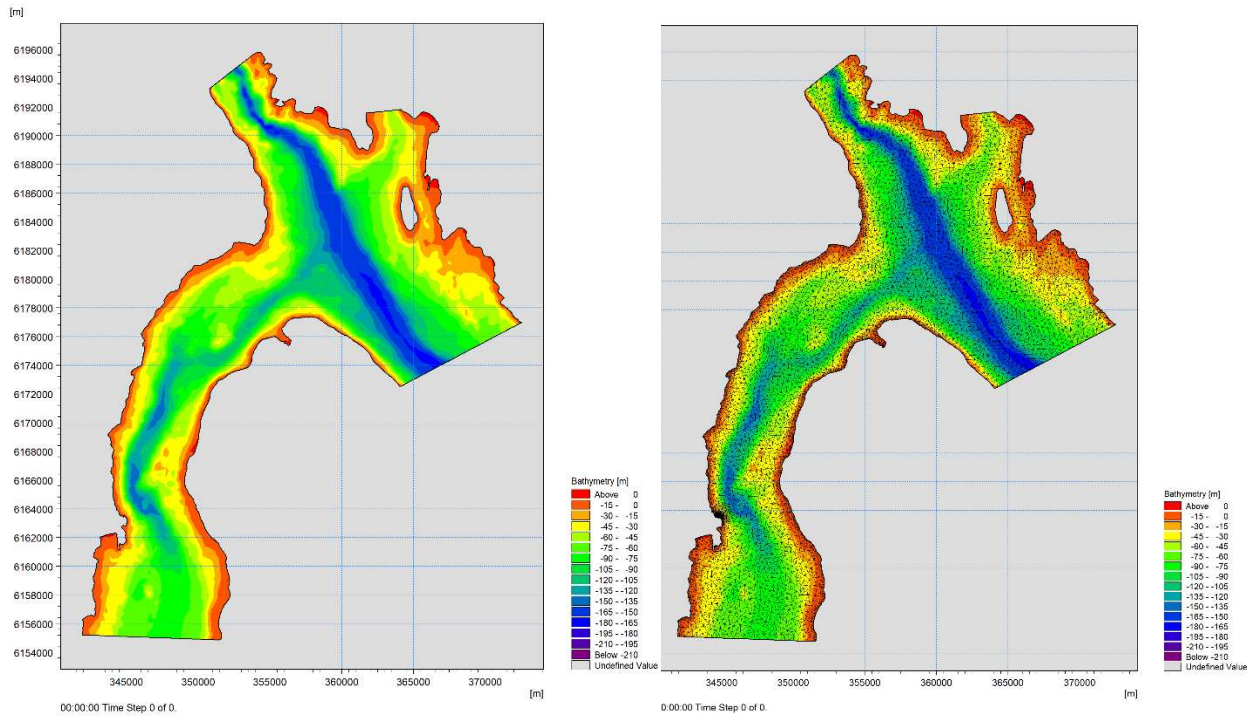 [m]
6196000
6194000
6192000
6190000
6188000
6186000
6184000
6182000
6180000
6178000
6176000
6174000
6172000
6170000
6168000
6166000
6164000
6162000
6160000
6158000
6156000
6154000
345000 350000 355000 360000 365000 370000
[m]
00:00:00 Time Step 0 of 0.
Bathymetry [m]
Above 0
-15 - 0
-30 - -15
-45 - -30
-60 - -45
-75 - -60
-90 - -75
-105 - -90
-120 - -105
-135 - -120
-150 - -135
-165 - -150
-180 - -165
-195 - -180
-210 - -195
Below -210
Undefined Value
345000 350000 355000 360000 365000 370000
[m]
0:00:00 Time Step 0 of 0.
Bathymetry [m]
Above 0
-15 - 0
-30 - -15
-45 - -30
-60 - -45
-75 - -60
-90 - -75
-105 - -90
-120 - -105
-135 - -120
-150 - -135
-165 - -150
-180 - -165
-195 - -180
-210 - -195
Below -210
Undefined Value